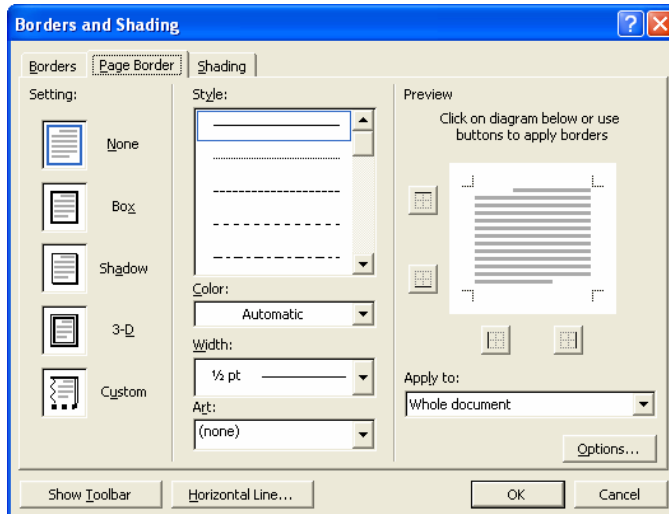 Borders and Shading
Borders
Page Border
Shading
Setting:
None
Box
Shadow
3-D
Custom
Style:
Color:
Automatic
Width:
½ pt
Art:
(none)
Preview
Click on diagram below or use
buttons to apply borders
Apply to:
Whole document
Options...
Show Toolbar
Horizontal Line...
OK
Cancel